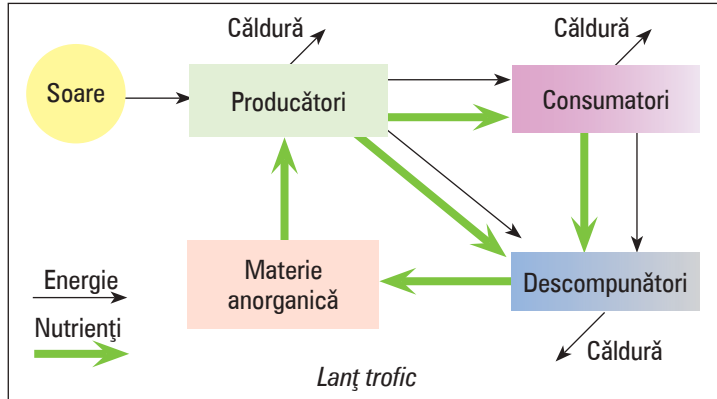 Căldură
Căldură
Soare
Producători
Consumatori
Materie
anorganică
Descompunători
Energie
Nutrienţi
Căldură
Lanţ trofic